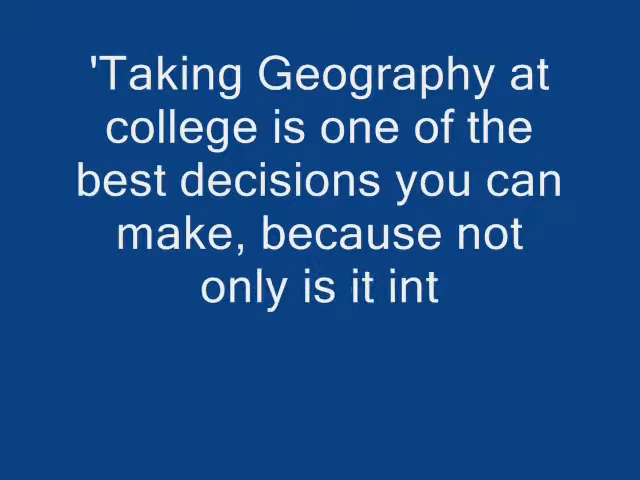 'Taking Geography at
college is one of the
best decisions you can
make, because not
only is it int